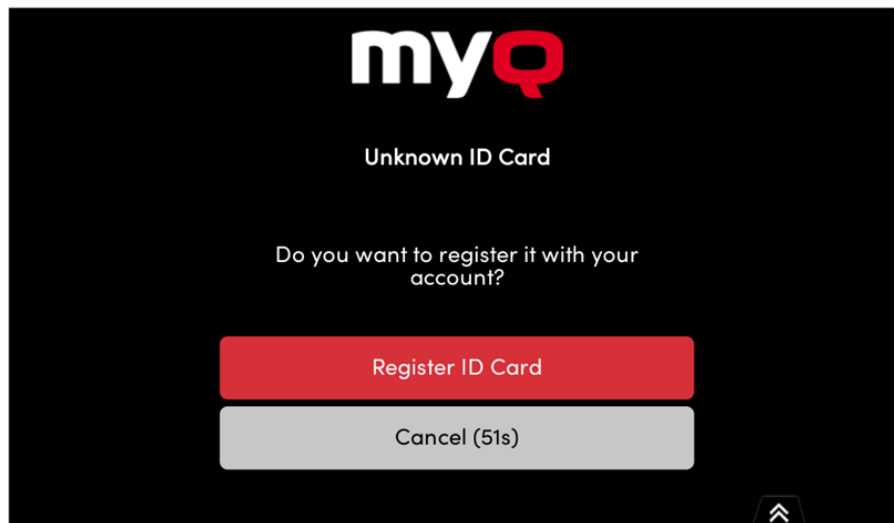 myQ
Unknown ID Card
Do you want to register it with your
account?
Register ID Card
Cancel (51s)